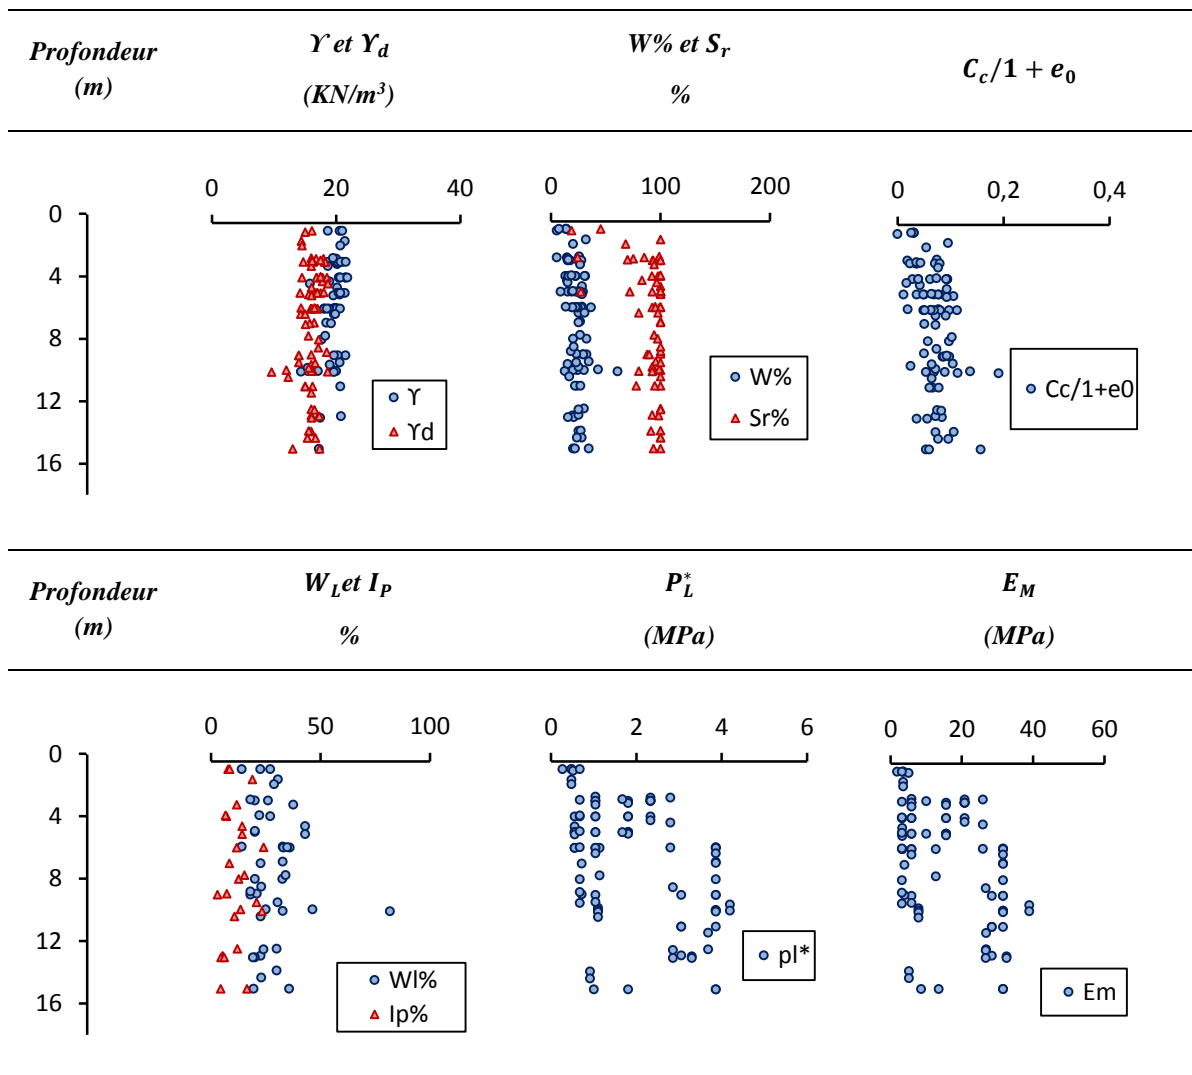 Profondeur
(m)
ϒ et ϒd
(KN/m³)
W% et Sr
%
Cc/1 + e0
0 20 40
0 100 200
0 0,2 0,4
0
4
8
12
16
ϒ
ϒd
W%
Sr%
Cc/1+e0
Profondeur
(m)
WLet IP
%
PL*
(MPa)
EM
(MPa)
0 50 100
0 2 4 6
0 20 40 60
0
4
8
12
16
Wl%
Ip%
pl*
Em